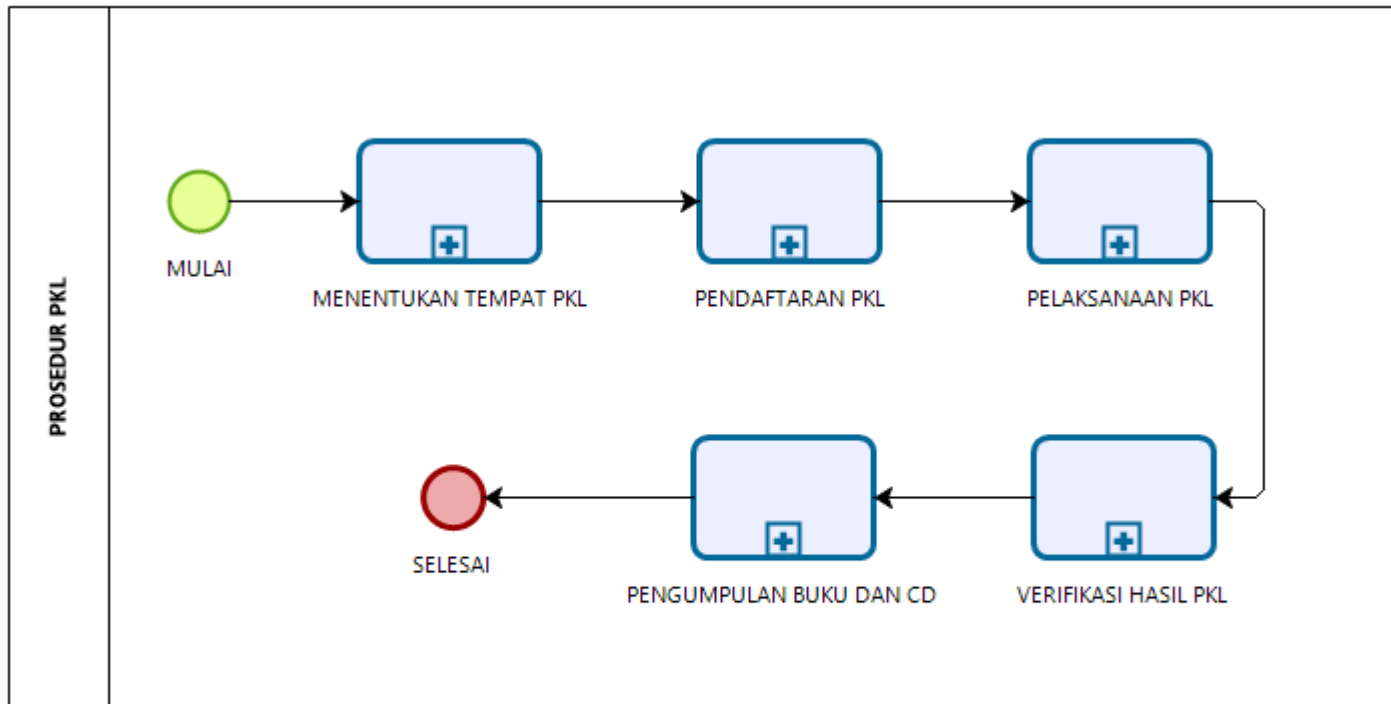 PROSEDUR PKL
MULAI
MENENTUKAN TEMPAT PKL
PENDAFTARAN PKL
PELAKSANAAN PKL
VERIFIKASI HASIL PKL
PENGUMPULAN BUKU DAN CD
SELESAI